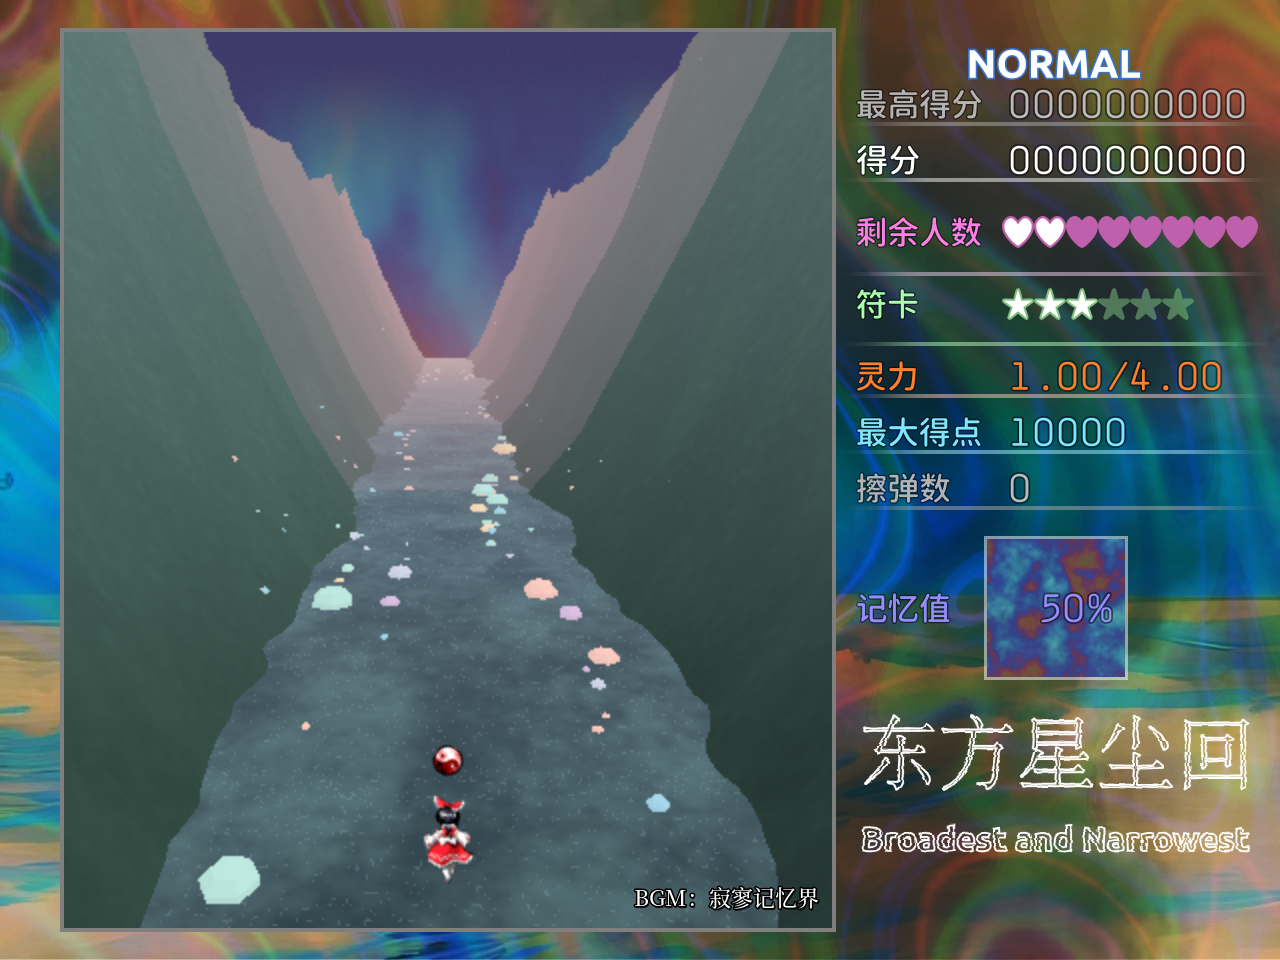 NORMAL
最高得分 0000000000
得分 0000000000
剩余人数
符卡
灵力 1.00/4.00
最大得点 10000
擦弹数 0
记忆值 50%
东方星尘回
Broadest and Narrowest
BGM：寂寥记忆界